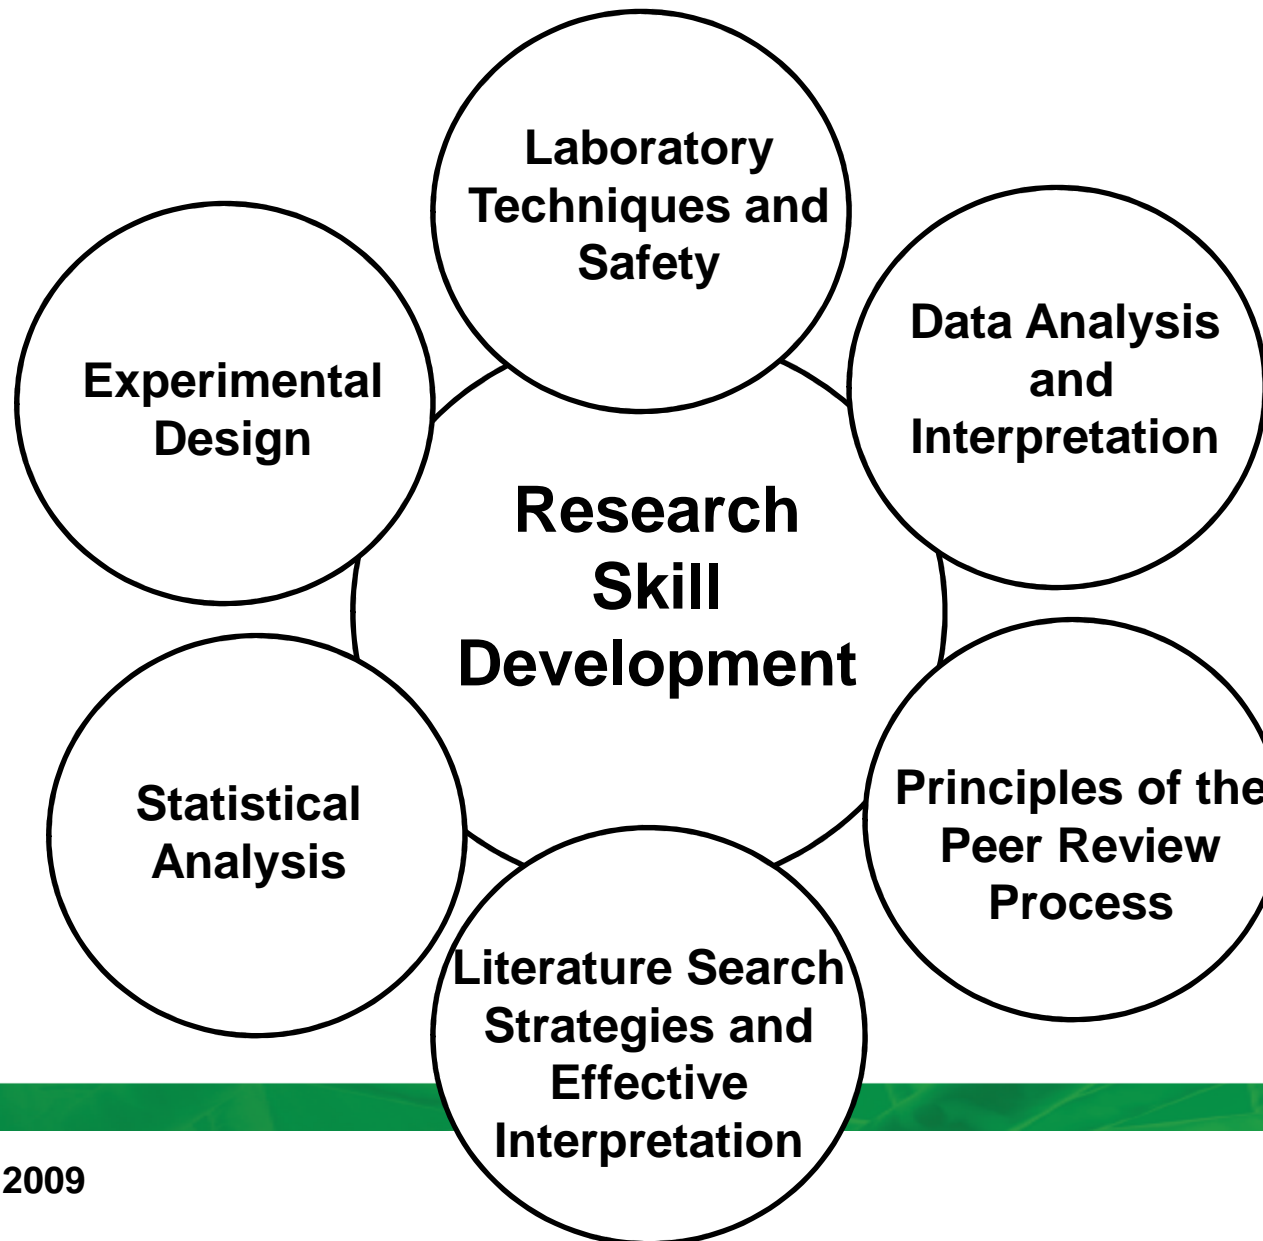 Laboratory
Techniques and
Safety
Data Analysis
and
Interpretation
Experimental
Design
Research
Skill
Development
Statistical
Analysis
Principles of the
Peer Review
Process
Literature Search
Strategies and
Effective
Interpretation
2009